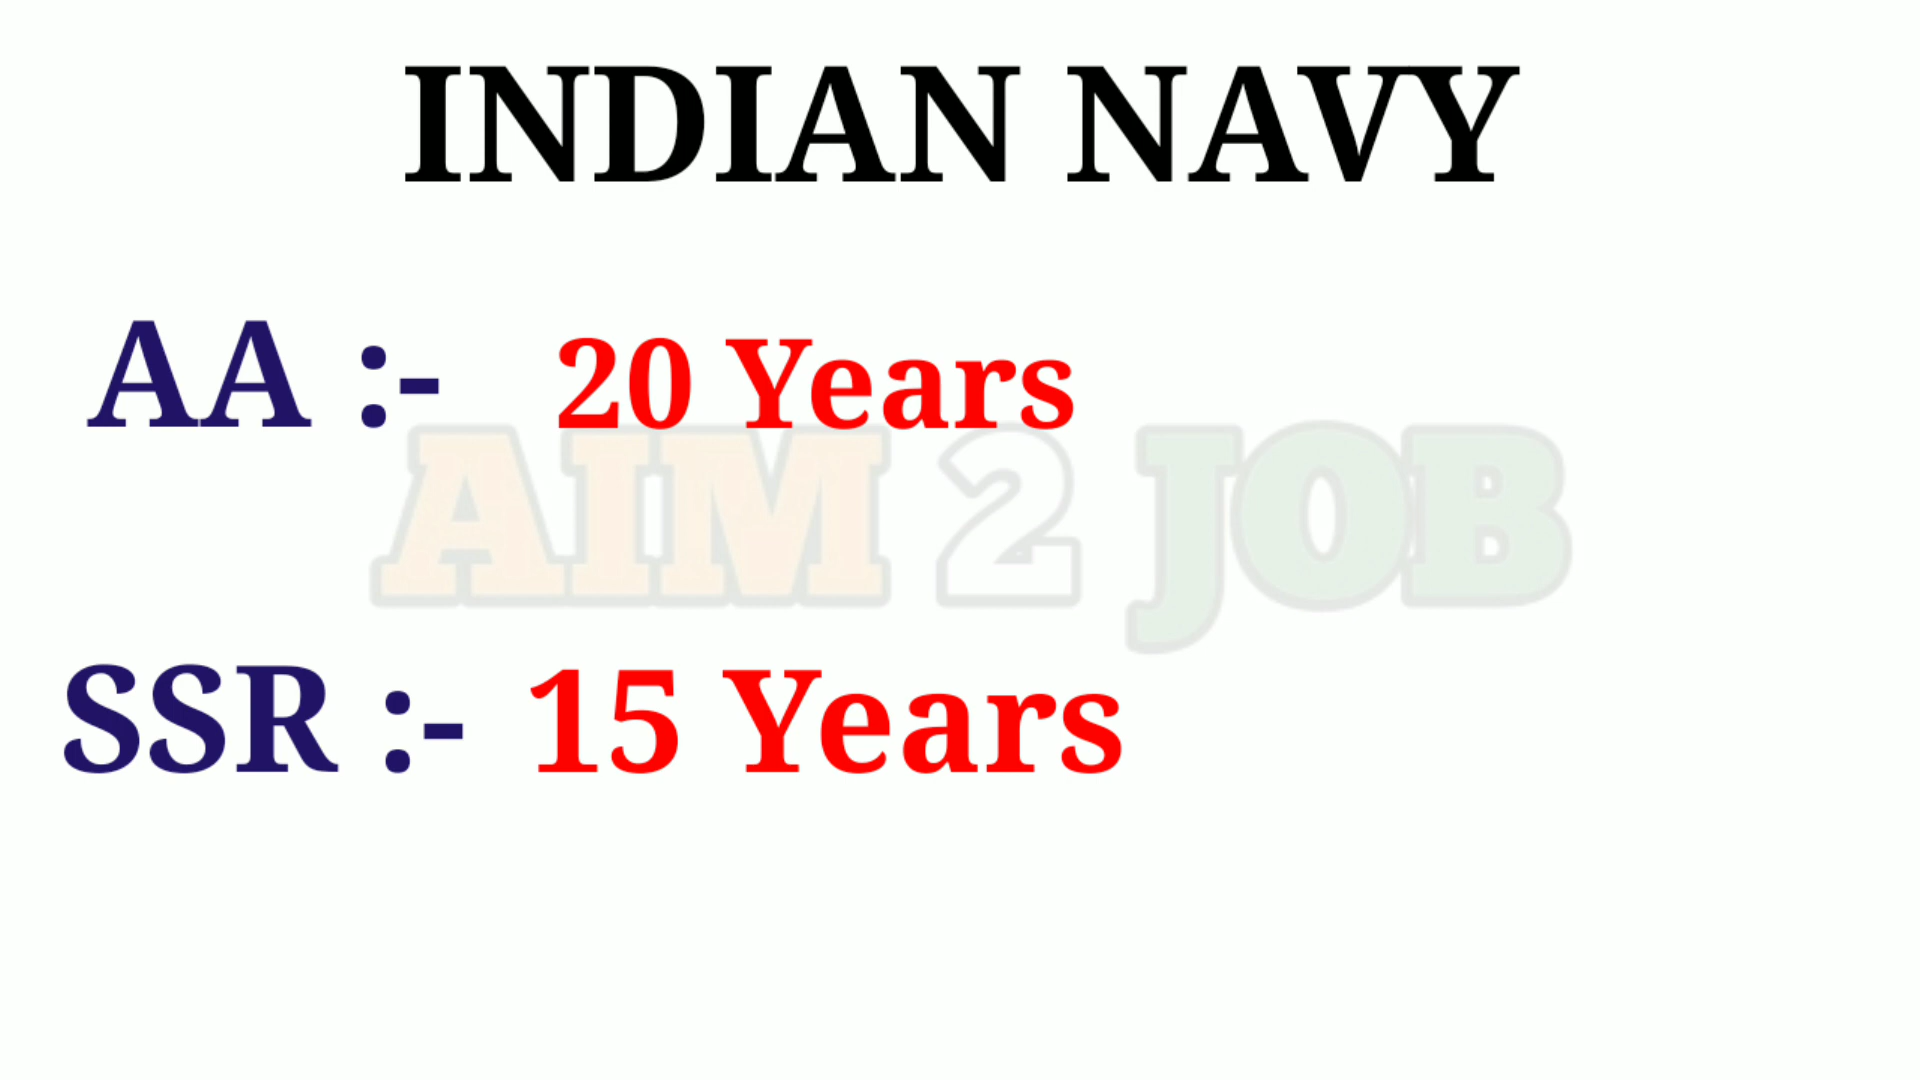 INDIAN NAVY
AA :- 20 Years
AIM 2 JOB
SSR :- 15 Years